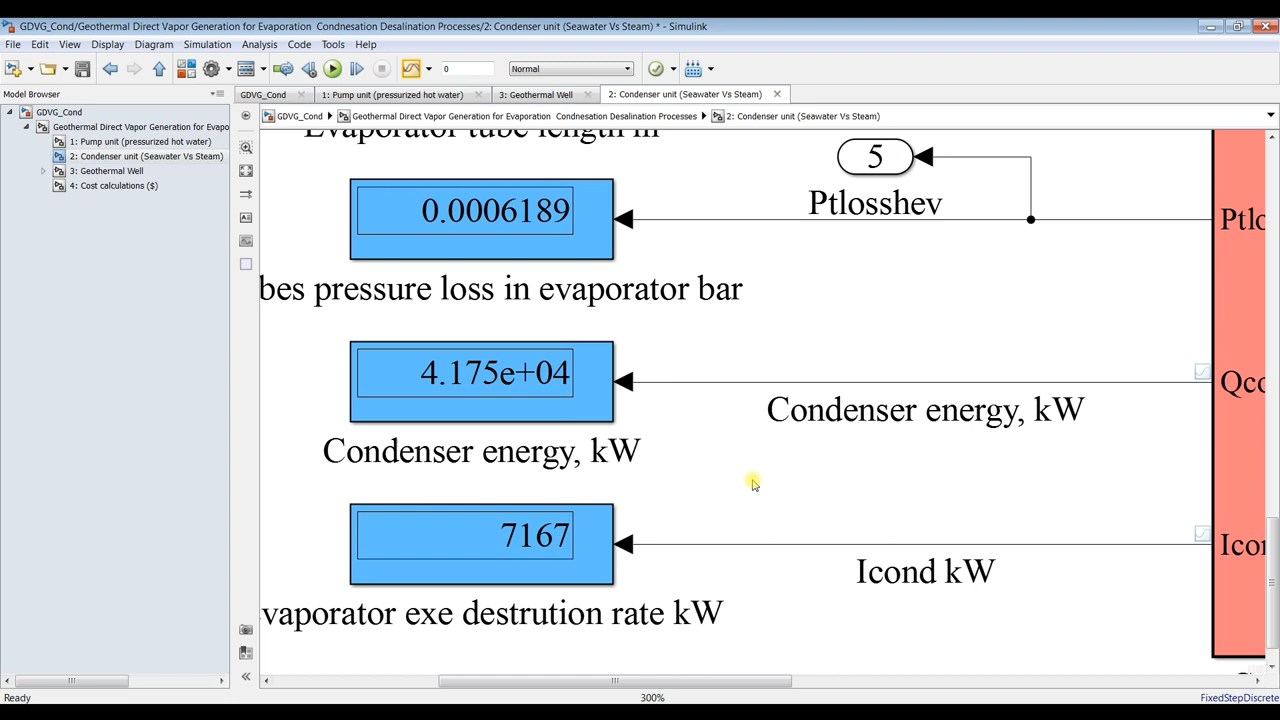 GDVG_Cond/Geothermal Direct Vapor Generation for Evaporation  Condnesation Desalination Processes/2: Condenser unit (Seawater Vs Steam) * - Simulink
File Edit View Display Diagram Simulation Analysis Code Tools Help
0 Normal
Model Browser
GDVG_Cond 1: Pump unit (pressurized hot water) 3: Geothermal Well 2: Condenser unit (Seawater Vs Steam)
GDVG_Cond
Geothermal Direct Vapor Generation for Evapo
1: Pump unit (pressurized hot water)
2: Condenser unit (Seawater Vs Steam)
3: Geothermal Well
4: Cost calculations ($)
GDVG_Cond Geothermal Direct Vapor Generation for Evaporation  Condnesation Desalination Processes 2: Condenser unit (Seawater Vs Steam)
Evaporator tube length m
5
Ptlosshev
0.0006189
Ptlo
bes pressure loss in evaporator bar
4.175e+04
Qco
Condenser energy, kW
Condenser energy, kW
7167
Icon
Icond kW
vaporator exe destrution rate kW
Ready 300% FixedStepDiscrete